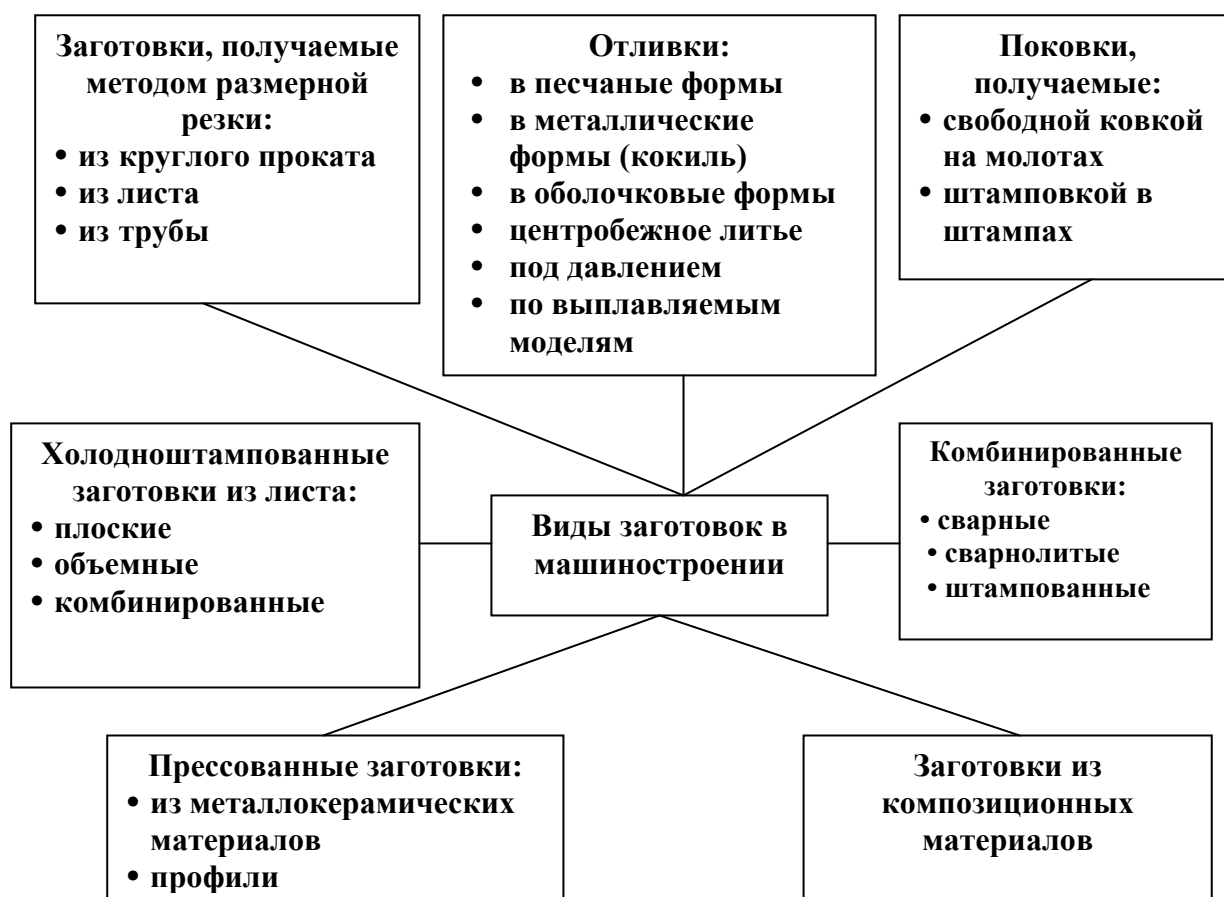 Заготовки, получаемые
методом размерной
резки:
• из круглого проката
• из листа
• из трубы
Отливки:
• в песчаные формы
• в металлические
формы (кокиль)
• в оболочковые формы
• центробежное литье
• под давлением
• по выплавляемым
моделям
Поковки,
получаемые:
• свободной ковкой
на молотах
• штамповкой в
штампах
Холодноштампованные
заготовки из листа:
• плоские
• объемные
• комбинированные
Виды заготовок в
машиностроении
Комбинированные
заготовки:
• сварные
• сварнолитые
• штампованные
Прессованные заготовки:
• из металлокерамических
материалов
• профили
Заготовки из
композиционных
материалов